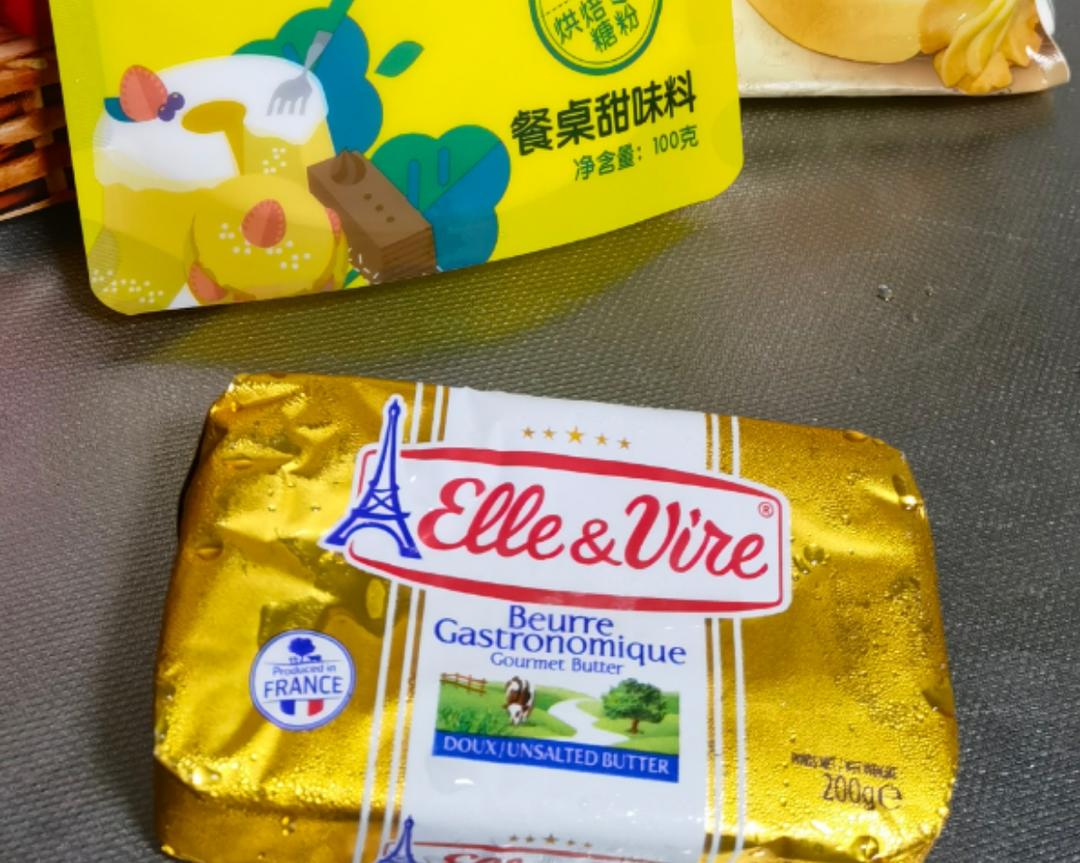 烘焙
糖粉
餐桌甜味料
净含量：100克
Elle&Vire®
Beurre
Gastronomique
Gourmet Butter
Produced in
FRANCE
DOUX/UNSALTED BUTTER
200g℮